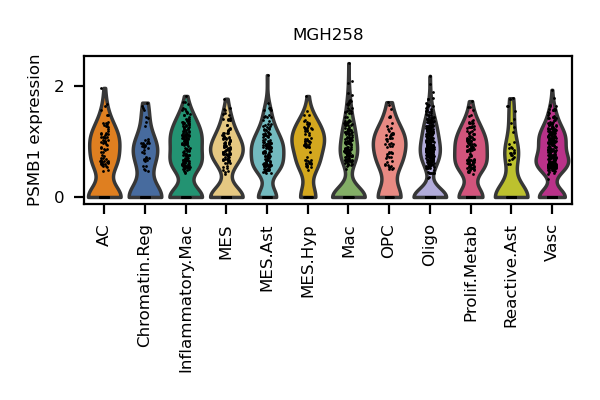 MGH258
PSMB1 expression
2
0
AC
Chromatin.Reg
Inflammatory.Mac
MES
MES.Ast
MES.Hyp
Mac
OPC
Oligo
Prolif.Metab
Reactive.Ast
Vasc